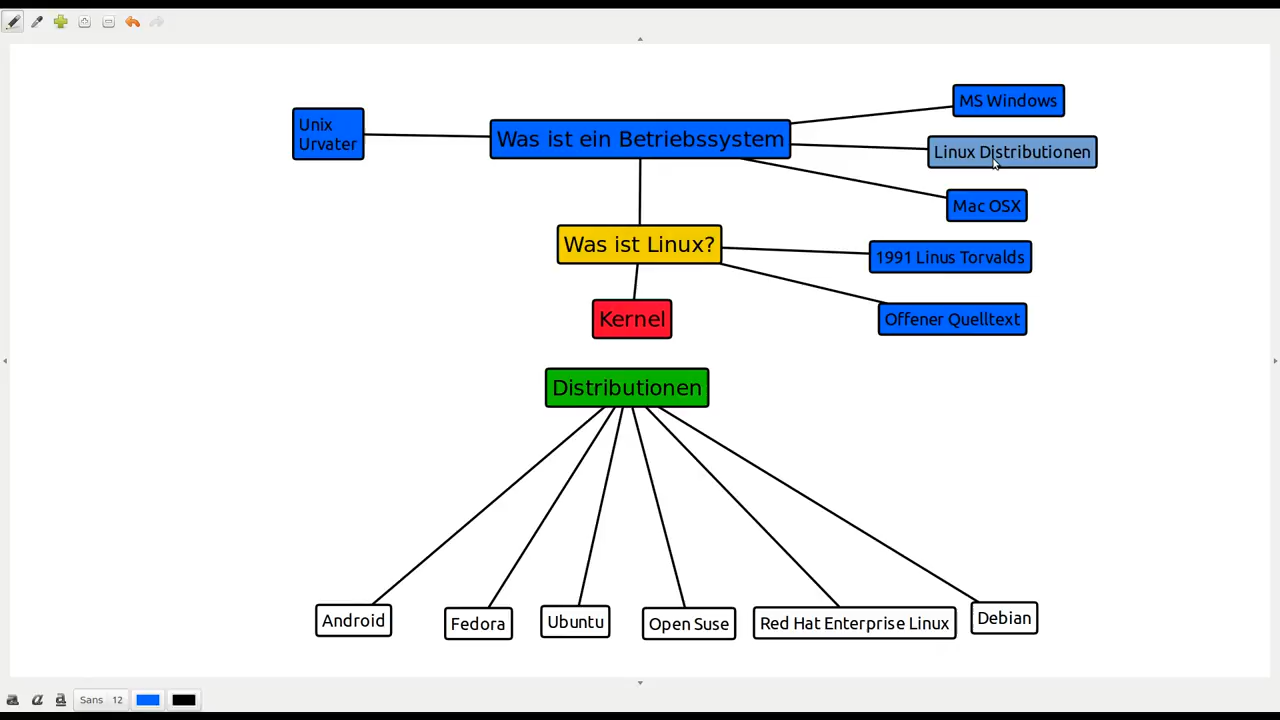 MS Windows
Unix
Urvater
Was ist ein Betriebssystem
Linux Distributionen
Mac OSX
Was ist Linux?
1991 Linus Torvalds
Kernel
Offener Quelltext
Distributionen
Android
Fedora
Ubuntu
Open Suse
Red Hat Enterprise Linux
Debian
a a a Sans 12